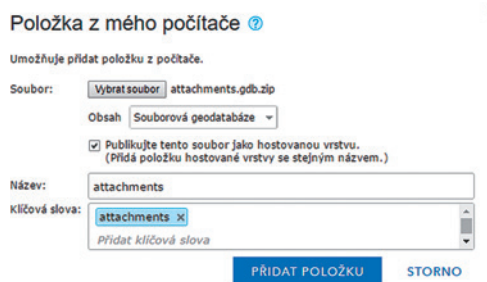 Položka z mého počítače ?
Umožňuje přidat položku z počítače.
Soubor: Vybrat soubor attachments.gdb.zip
Obsah Souborová geodatabáze
Publikujte tento soubor jako hostovanou vrstvu.
(Přidá položku hostované vrstvy se stejným názvem.)
Název: attachments
Klíčová slova: attachments x
Přidat klíčová slova
PŘIDAT POLOŽKU STORNO